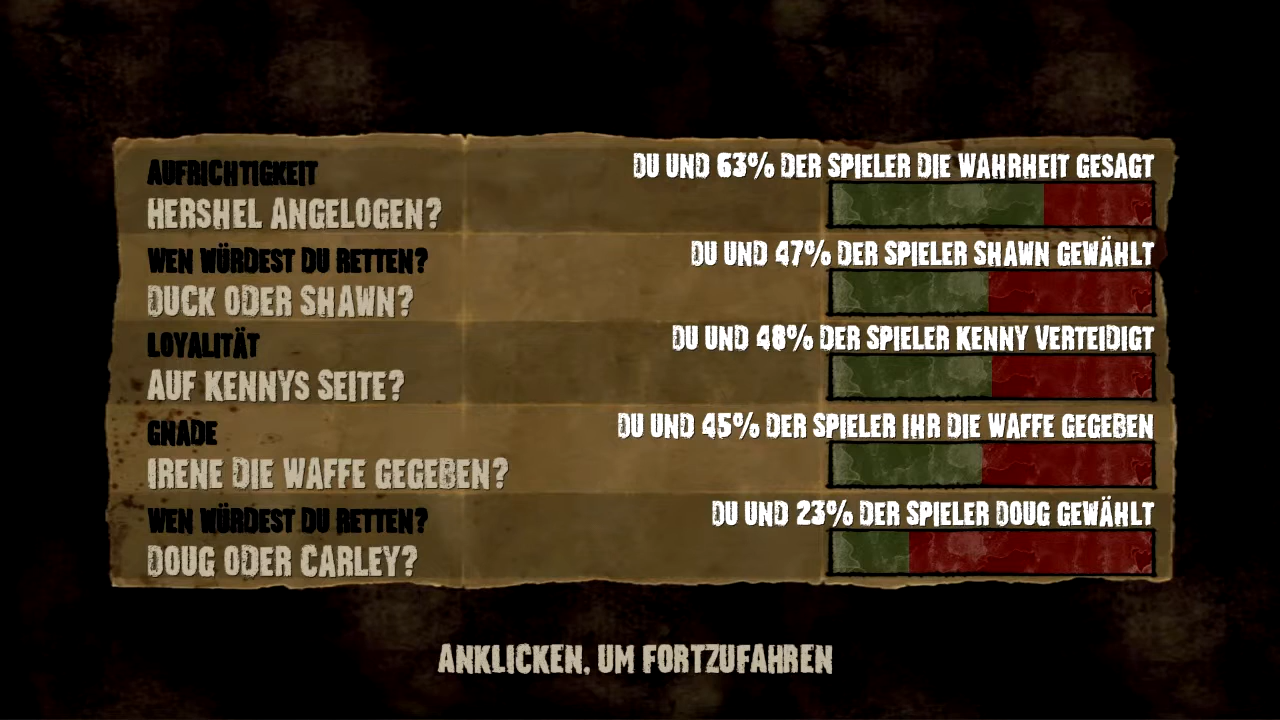 AUFRICHTIGKEIT
DU UND 63% DER SPIELER DIE WAHRHEIT GESAGT
HERSHEL ANGELOGEN?
WEN WÜRDEST DU RETTEN?
DU UND 47% DER SPIELER SHAWN GEWÄHLT
DUCK ODER SHAWN?
LOYALITÄT
DU UND 48% DER SPIELER KENNY VERTEIDIGT
AUF KENNYS SEITE?
GNADE
DU UND 45% DER SPIELER IHR DIE WAFFE GEGEBEN
IRENE DIE WAFFE GEGEBEN?
WEN WÜRDEST DU RETTEN?
DU UND 23% DER SPIELER DOUG GEWÄHLT
DOUG ODER CARLEY?
ANKLICKEN, UM FORTZUFAHREN